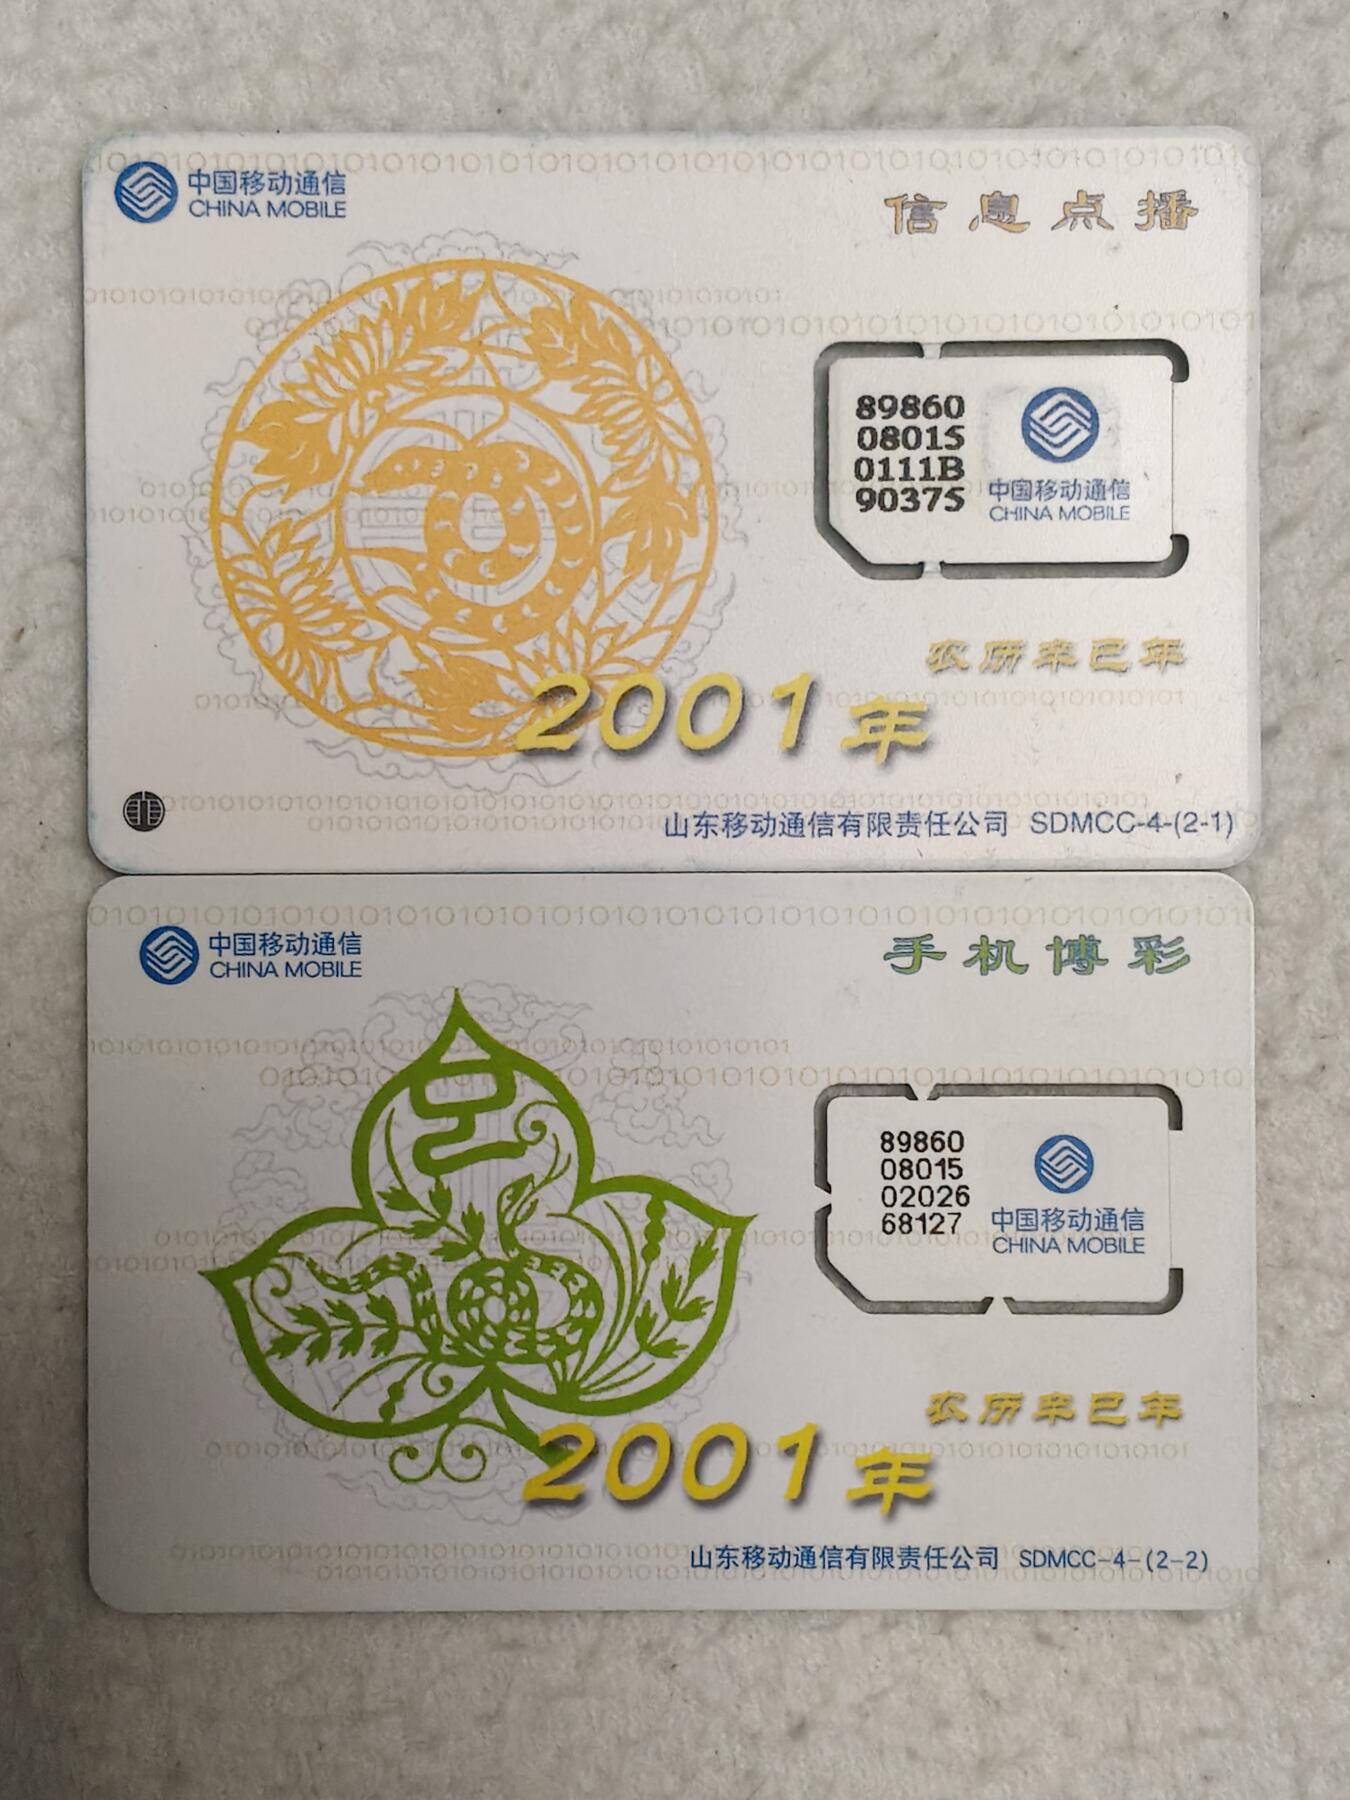 中国移动通信
CHINA MOBILE
信息点播
89860
08015
0111B
90375
中国移动通信
CHINA MOBILE
农历辛巳年
2001年
山东移动通信有限责任公司 SDMCC-4-(2-1)
中国移动通信
CHINA MOBILE
手机博彩
巳
89860
08015
02026
68127
中国移动通信
CHINA MOBILE
农历辛巳年
2001年
山东移动通信有限责任公司 SDMCC-4-(2-2)